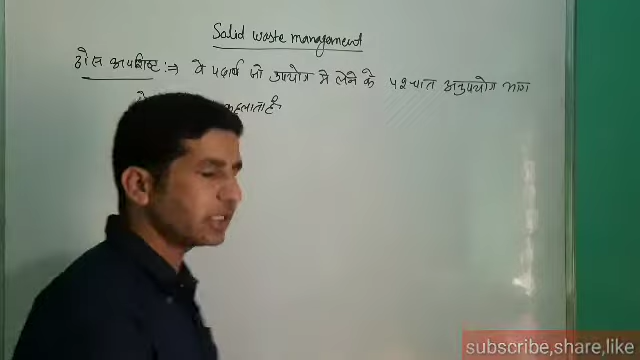 Solid waste management
ठोस अपशिष्ट :⇒ वे पदार्थ जो उपयोग मे लेने के पश्चात अनुपयोग भाग
कहलाता है
subscribe,share,like